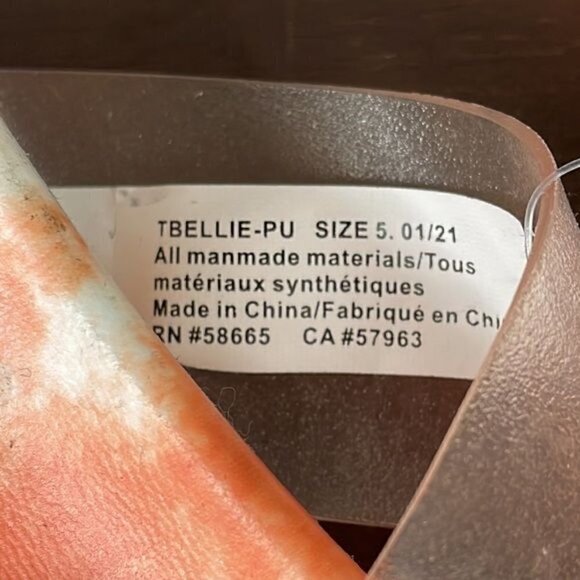 TBELLIE-PU SIZE 5. 01/21
All manmade materials/Tous
matériaux synthétiques
Made in China/Fabriqué en Chi
RN #58665 CA #57963